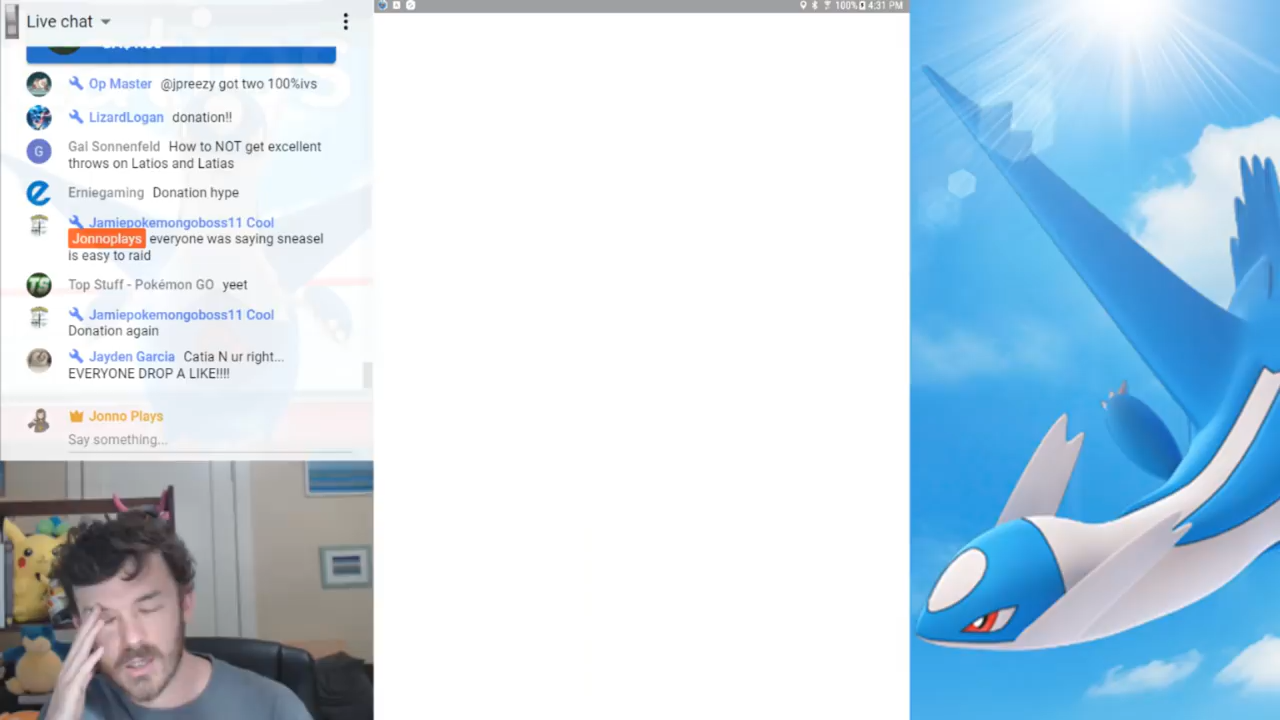 Live chat
100% 4:31 PM
Op Master @jpreezy got two 100%ivs
LizardLogan donation!!
G Gal Sonnenfeld How to NOT get excellent
throws on Latios and Latias
Erniegaming Donation hype
Jamiepokemongoboss11 Cool
Jonnoplays everyone was saying sneasel
is easy to raid
TS Top Stuff - Pokémon GO yeet
Jamiepokemongoboss11 Cool
Donation again
Jayden Garcia Catia N ur right...
EVERYONE DROP A LIKE!!!!
Jonno Plays
Say something...